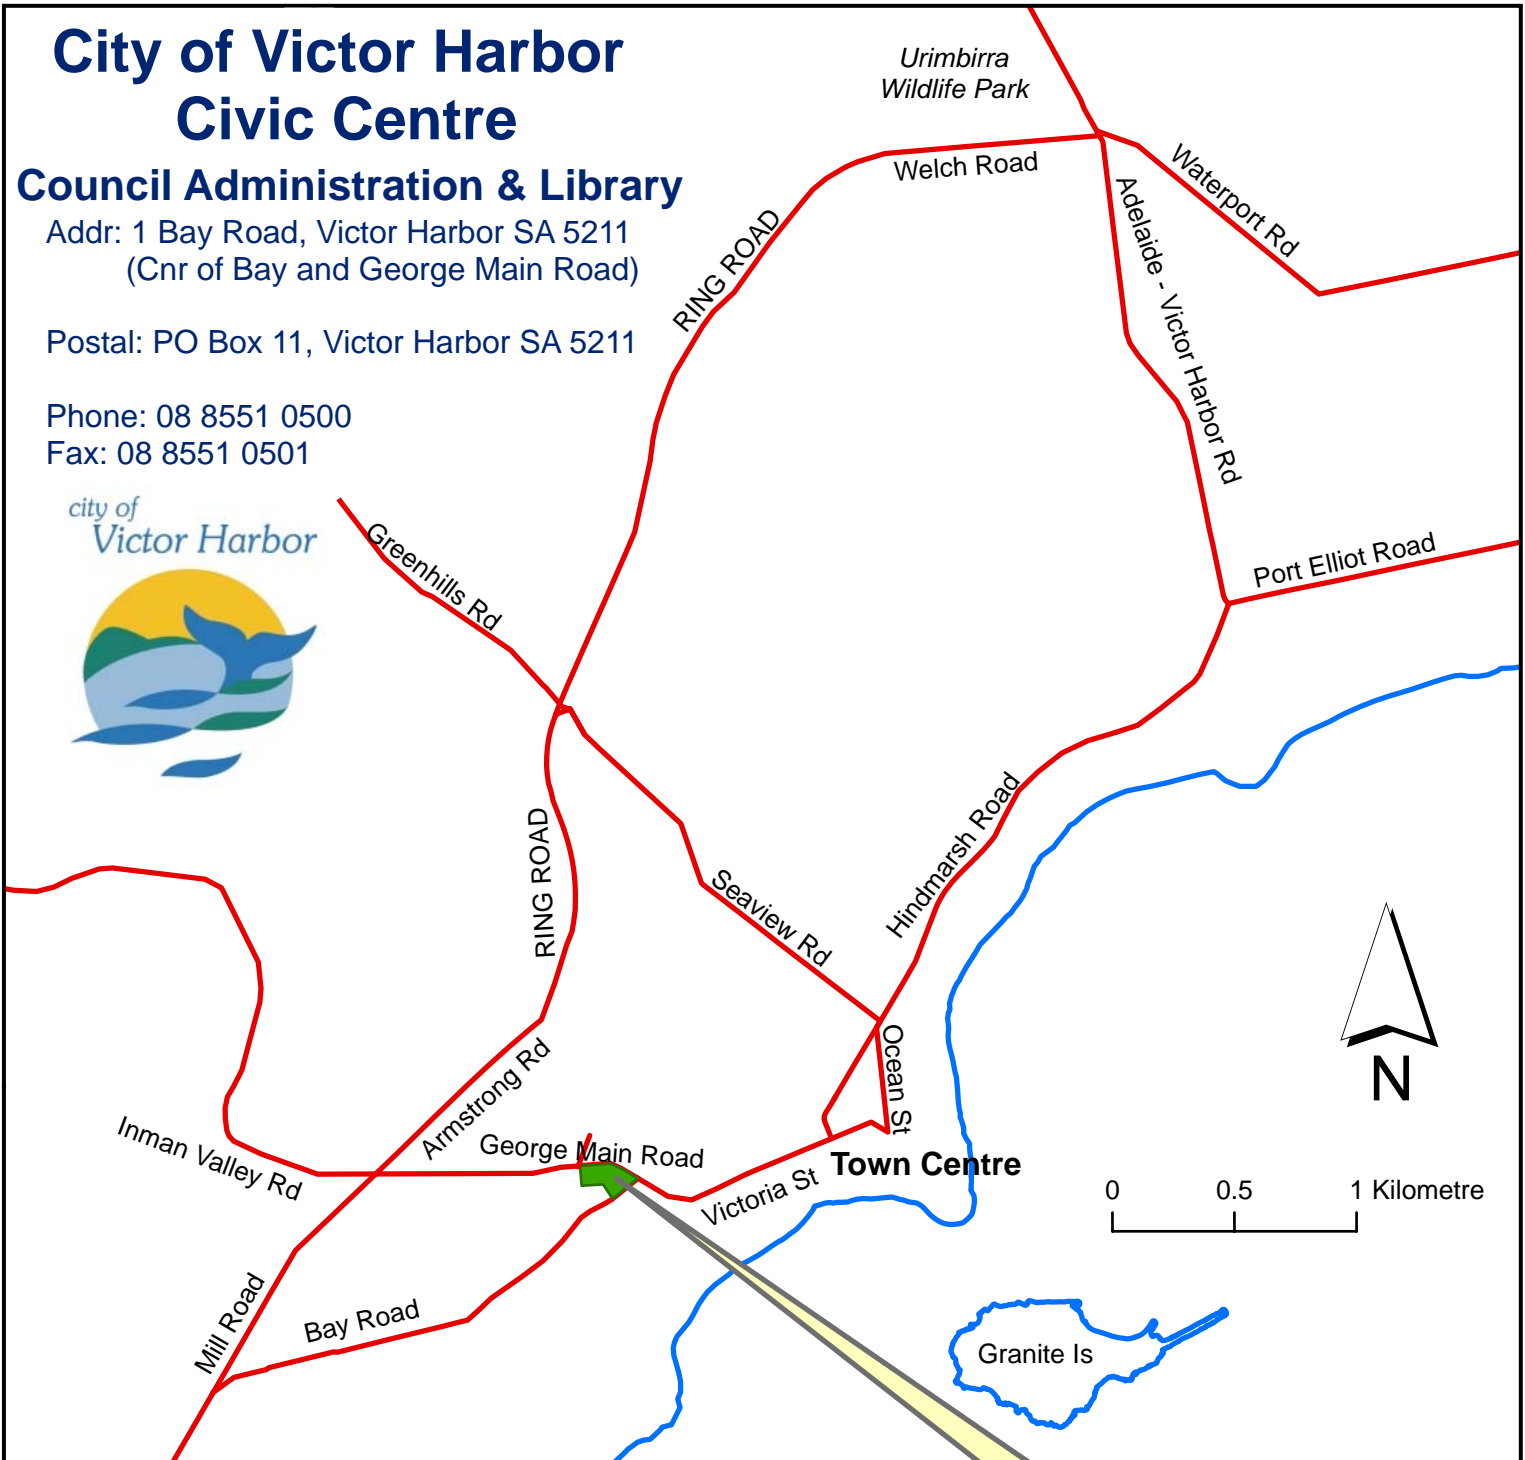 City of Victor Harbor
Civic Centre
Council Administration & Library
Addr: 1 Bay Road, Victor Harbor SA 5211
(Cnr of Bay and George Main Road)
Postal: PO Box 11, Victor Harbor SA 5211
Phone: 08 8551 0500
Fax: 08 8551 0501
city of
Victor Harbor
Urimbirra
Wildlife Park
Welch Road
Waterport Rd
Adelaide - Victor Harbor Rd
RING ROAD
Port Elliot Road
Greenhills Rd
Hindmarsh Road
RING ROAD
Seaview Rd
Ocean St
Armstrong Rd
Inman Valley Rd
George Main Road
Victoria St
Town Centre
N
0 0.5 1 Kilometre
Mill Road
Bay Road
Granite Is